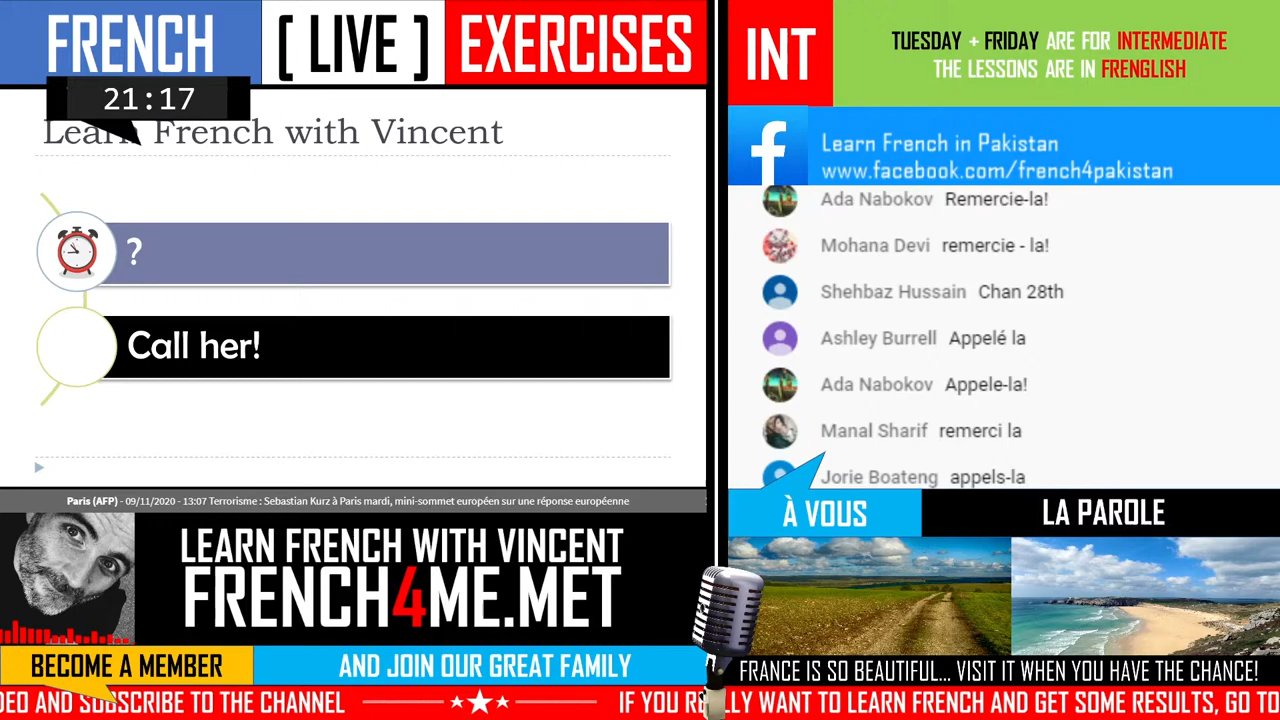 FRENCH
[ LIVE ]
EXERCISES
21:17
Learn French with Vincent
?
Call her!
Paris (AFP) - 09/11/2020 - 13:07 Terrorisme : Sebastian Kurz à Paris mardi, mini-sommet européen sur une réponse européenne
LEARN FRENCH WITH VINCENT
FRENCH4ME.MET
BECOME A MEMBER
AND JOIN OUR GREAT FAMILY
INT
TUESDAY + FRIDAY ARE FOR INTERMEDIATE
THE LESSONS ARE IN FRENGLISH
f
Learn French in Pakistan
www.facebook.com/french4pakistan
Ada Nabokov Remercie-la!
Mohana Devi remercie - la!
Shehbaz Hussain Chan 28th
Ashley Burrell Appelé la
Ada Nabokov Appele-la!
Manal Sharif remerci la
Jorie Boateng appels-la
À VOUS
LA PAROLE
FRANCE IS SO BEAUTIFUL... VISIT IT WHEN YOU HAVE THE CHANCE!
DEO AND SUBSCRIBE TO THE CHANNEL
IF YOU REALLY WANT TO LEARN FRENCH AND GET SOME RESULTS, GO TO